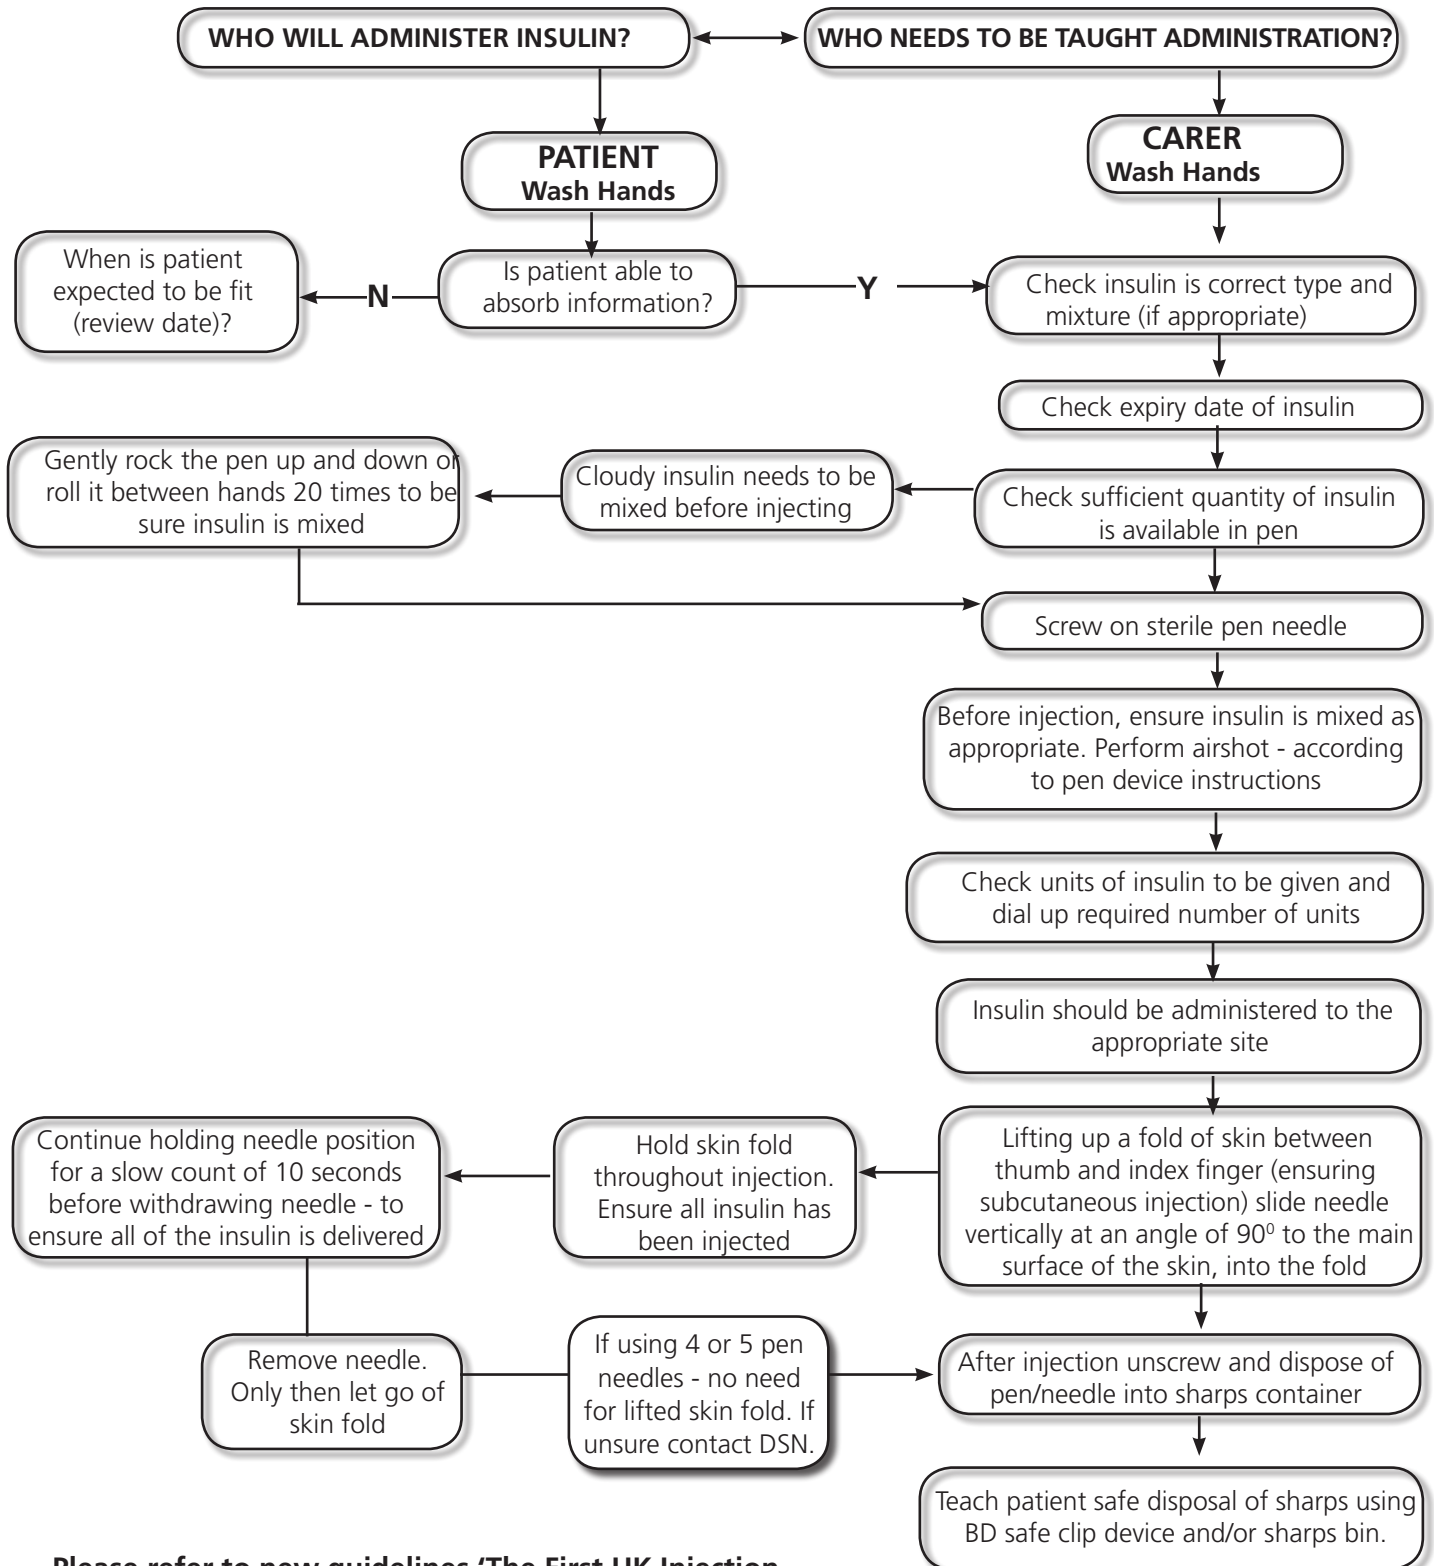 WHO WILL ADMINISTER INSULIN?
WHO NEEDS TO BE TAUGHT ADMINISTRATION?
PATIENT
Wash Hands
CARER
Wash Hands
When is patient
expected to be fit
(review date)?
N
Is patient able to
absorb information?
Y
Check insulin is correct type and
mixture (if appropriate)
Check expiry date of insulin
Gently rock the pen up and down or
roll it between hands 20 times to be
sure insulin is mixed
Cloudy insulin needs to be
mixed before injecting
Check sufficient quantity of insulin
is available in pen
Screw on sterile pen needle
Before injection, ensure insulin is mixed as
appropriate. Perform airshot - according
to pen device instructions
Check units of insulin to be given and
dial up required number of units
Insulin should be administered to the
appropriate site
Lifting up a fold of skin between
thumb and index finger (ensuring
subcutaneous injection) slide needle
vertically at an angle of 90⁰ to the main
surface of the skin, into the fold
Hold skin fold
throughout injection.
Ensure all insulin has
been injected
Continue holding needle position
for a slow count of 10 seconds
before withdrawing needle - to
ensure all of the insulin is delivered
Remove needle.
Only then let go of
skin fold
If using 4 or 5 pen
needles - no need
for lifted skin fold. If
unsure contact DSN.
After injection unscrew and dispose of
pen/needle into sharps container
Teach patient safe disposal of sharps using
BD safe clip device and/or sharps bin.
Please refer to new guidelines ‘The First UK Injection